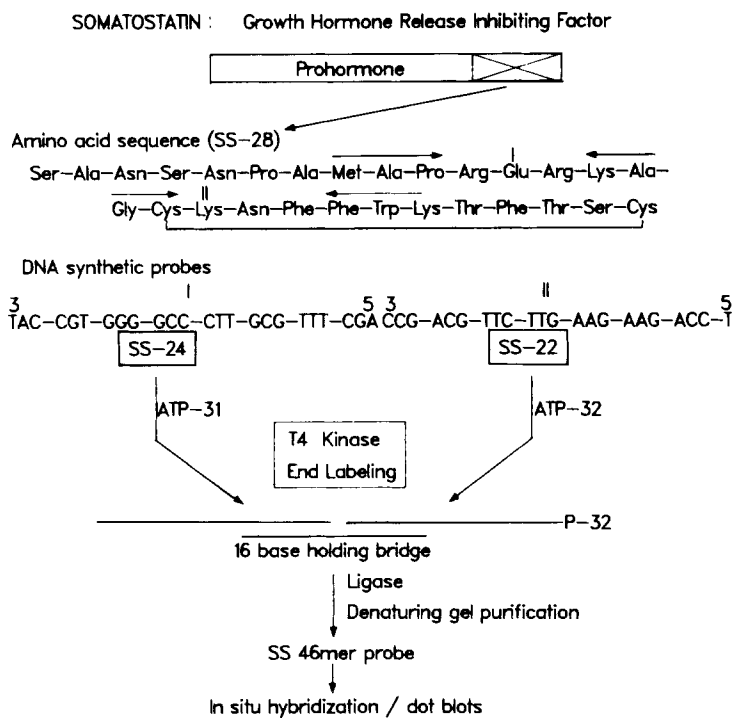 SOMATOSTATIN : Growth Hormone Release Inhibiting Factor
Prohormone
Amino acid sequence (SS-28)
I
Ser-Ala-Asn-Ser-Asn-Pro-Ala-Met-Ala-Pro-Arg-Glu-Arg-Lys-Ala-
II
Gly-Cys-Lys-Asn-Phe-Phe-Trp-Lys-Thr-Phe-Thr-Ser-Cys
DNA synthetic probes
I II
3 5 3 5
TAC-CGT-GGG-GCC-CTT-GCG-TTT-CGA CCG-ACG-TTC-TTG-AAG-AAG-ACC-T
SS-24 SS-22
ATP-31 ATP-32
T4 Kinase
End Labeling
P-32
16 base holding bridge
Ligase
Denaturing gel purification
SS 46mer probe
In situ hybridization / dot blots